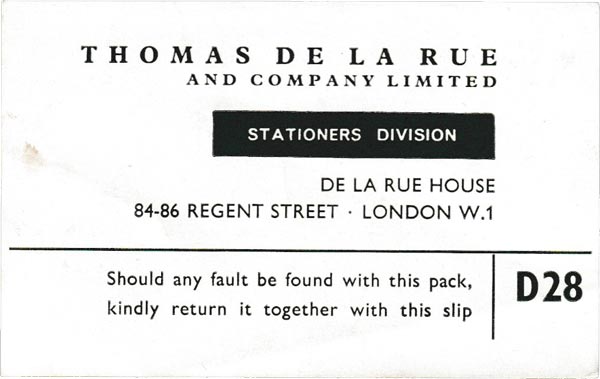 THOMAS DE LA RUE
AND COMPANY LIMITED
STATIONERS DIVISION
DE LA RUE HOUSE
84-86 REGENT STREET · LONDON W.1
Should any fault be found with this pack,
kindly return it together with this slip
D28